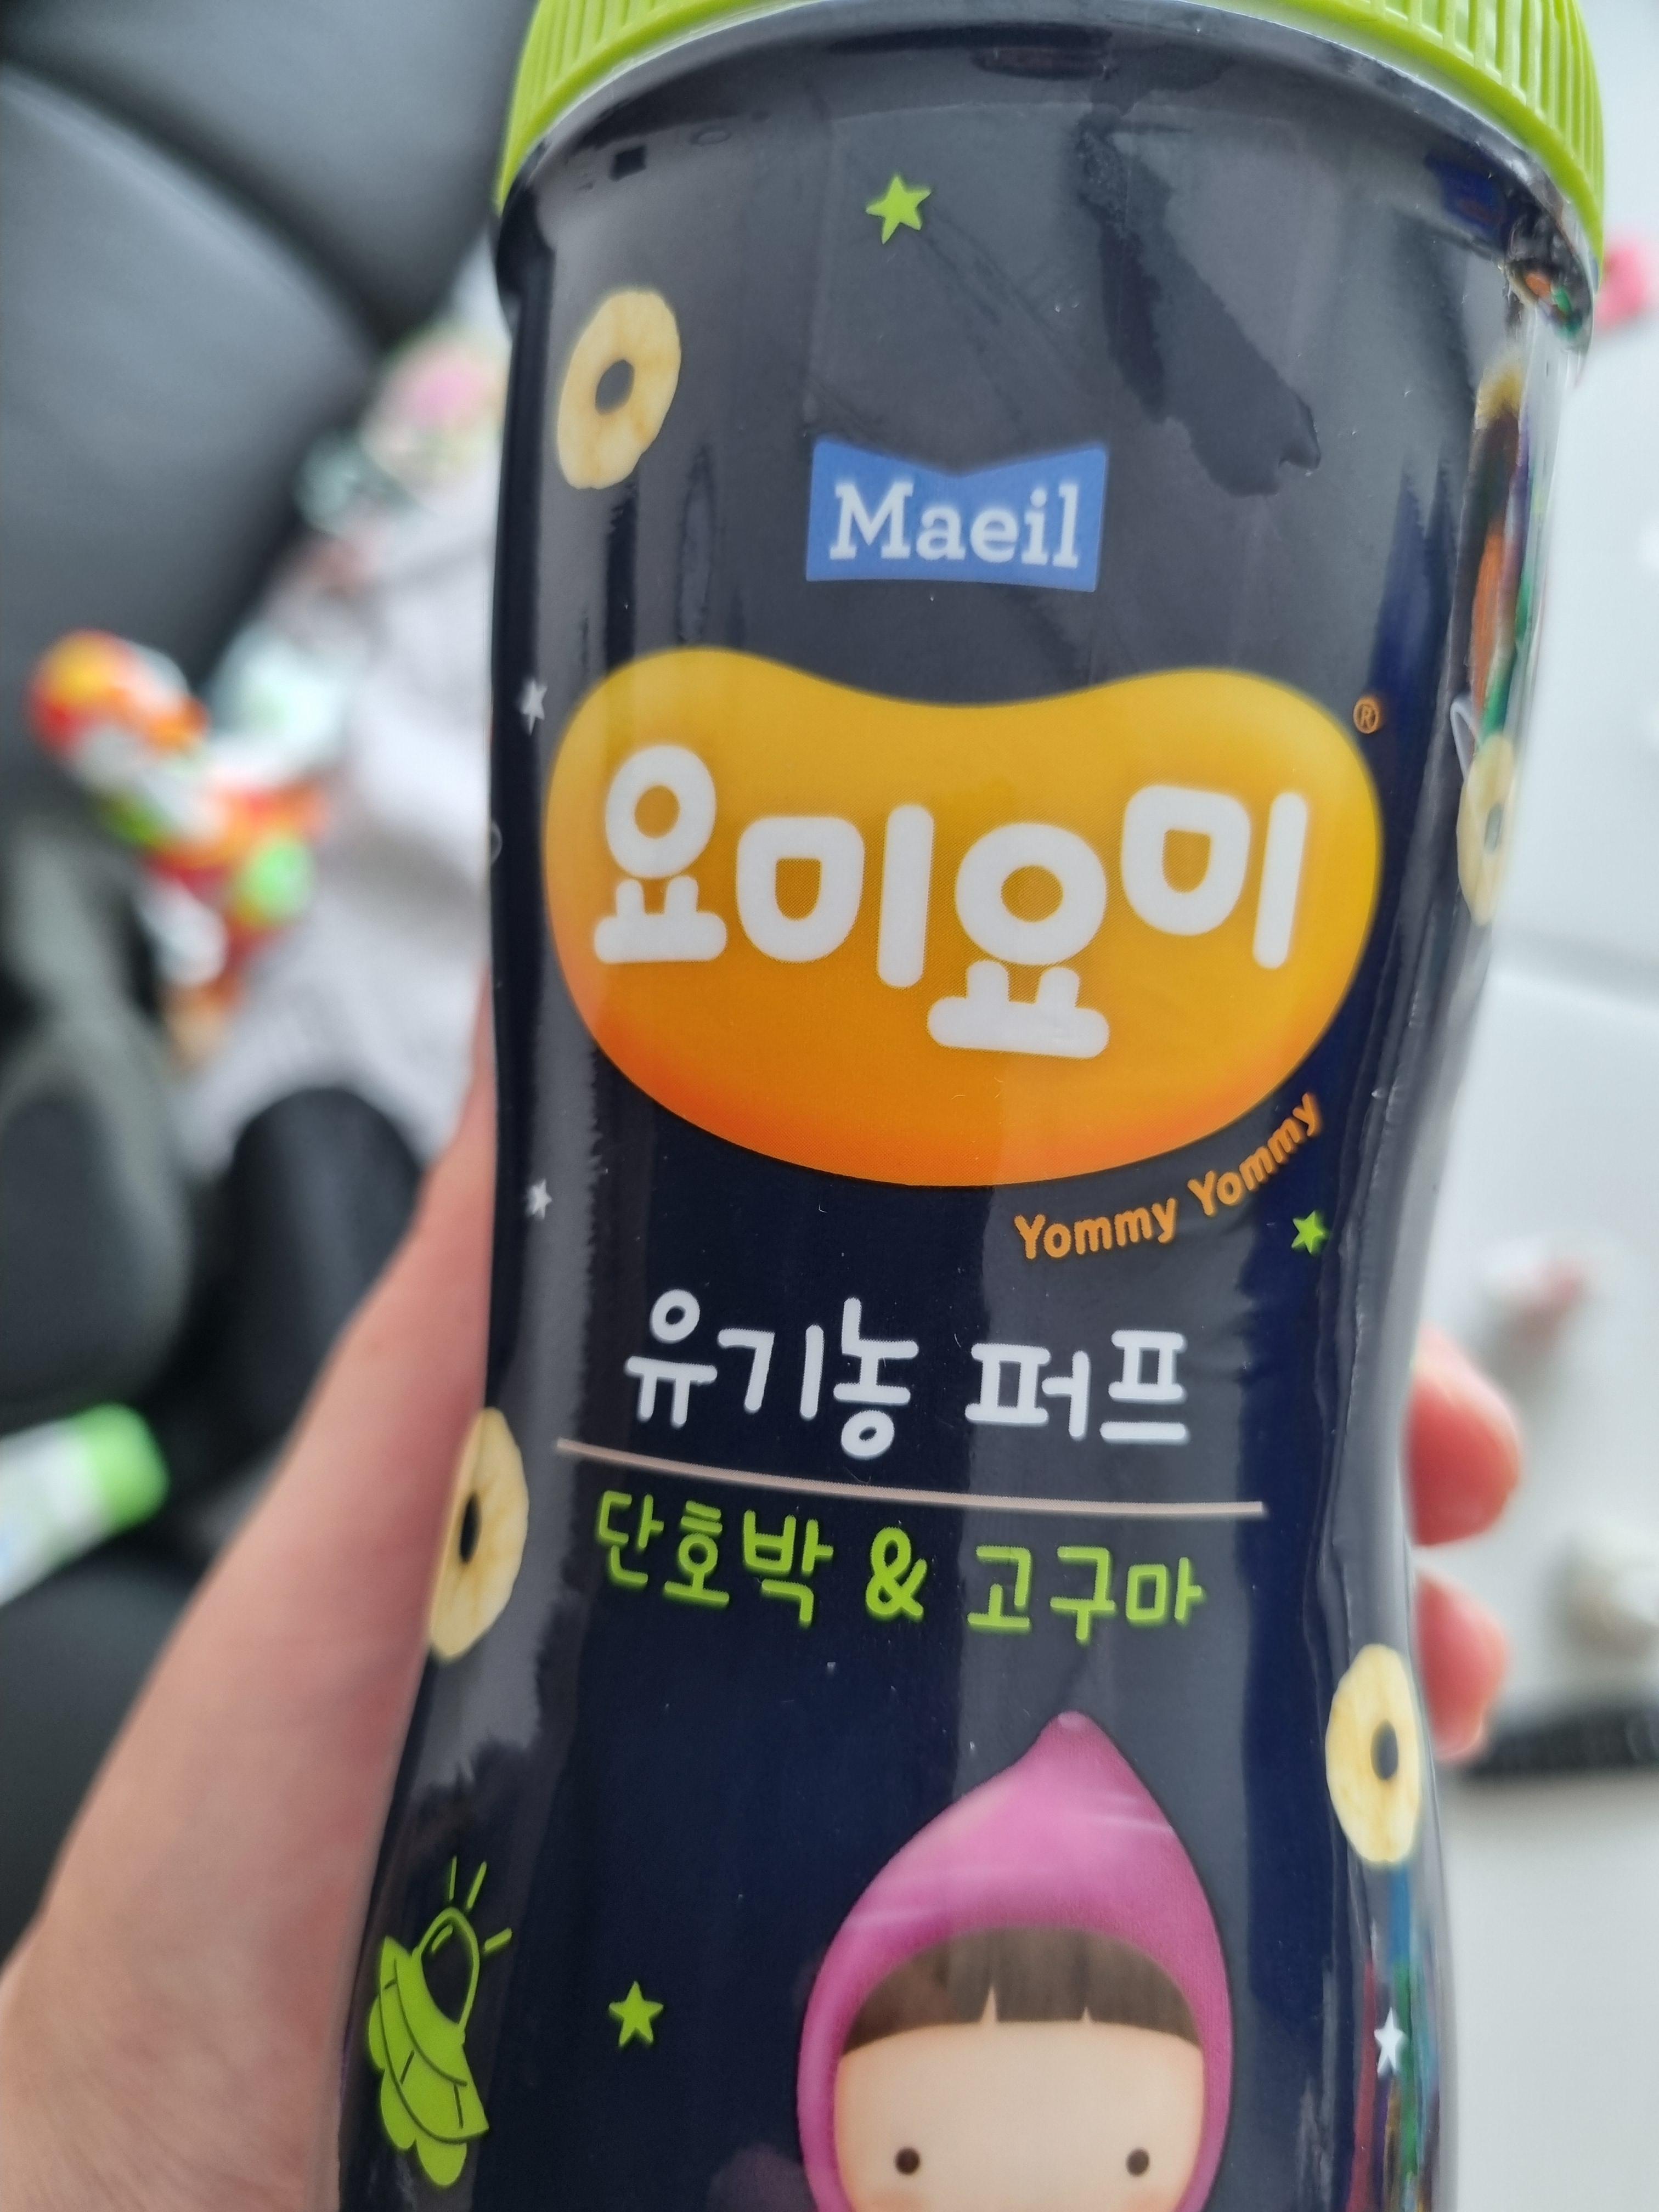 Maeil
요미요미
®
Yommy Yommy
유기농 퍼프
단호박 & 고구마